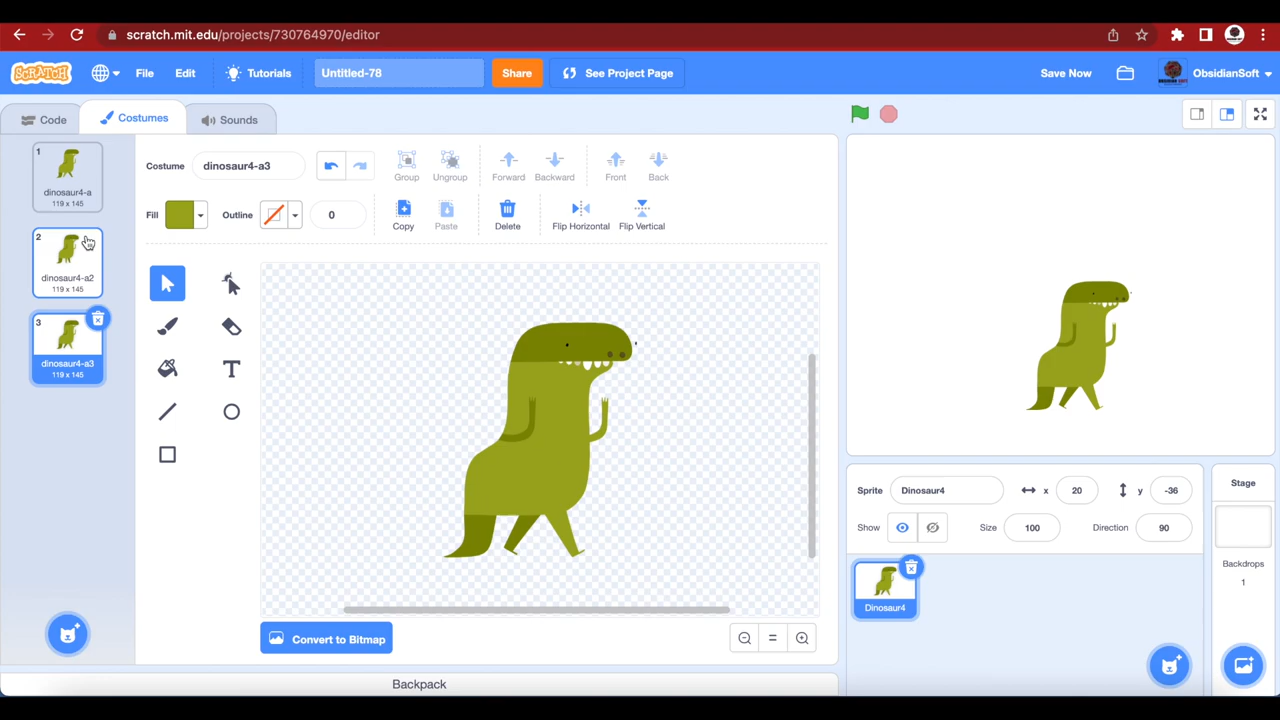 scratch.mit.edu/projects/730764970/editor
SCRATCH
File
Edit
Tutorials
Untitled-78
Share
See Project Page
Save Now
ObsidianSoft
Code
Costumes
Sounds
1
dinosaur4-a
119 x 145
2
dinosaur4-a2
119 x 145
3
dinosaur4-a3
119 x 145
Costume
dinosaur4-a3
Group
Ungroup
Forward
Backward
Front
Back
Fill
Outline
0
Copy
Paste
Delete
Flip Horizontal
Flip Vertical
T
Convert to Bitmap
Backpack
Sprite
Dinosaur4
x
20
y
-36
Show
Size
100
Direction
90
Dinosaur4
Stage
Backdrops
1